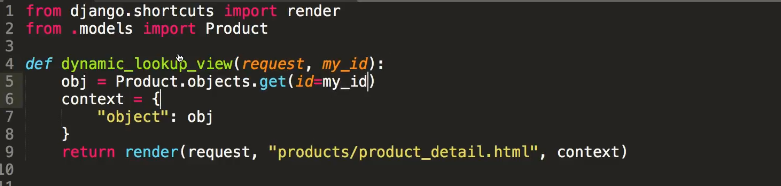 1 from django.shortcuts import render
2 from .models import Product
3
4 def dynamic_lookup_view(request, my_id):
5     obj = Product.objects.get(id=my_id)
6     context = {
7         "object": obj
8     }
9     return render(request, "products/product_detail.html", context)
10
11